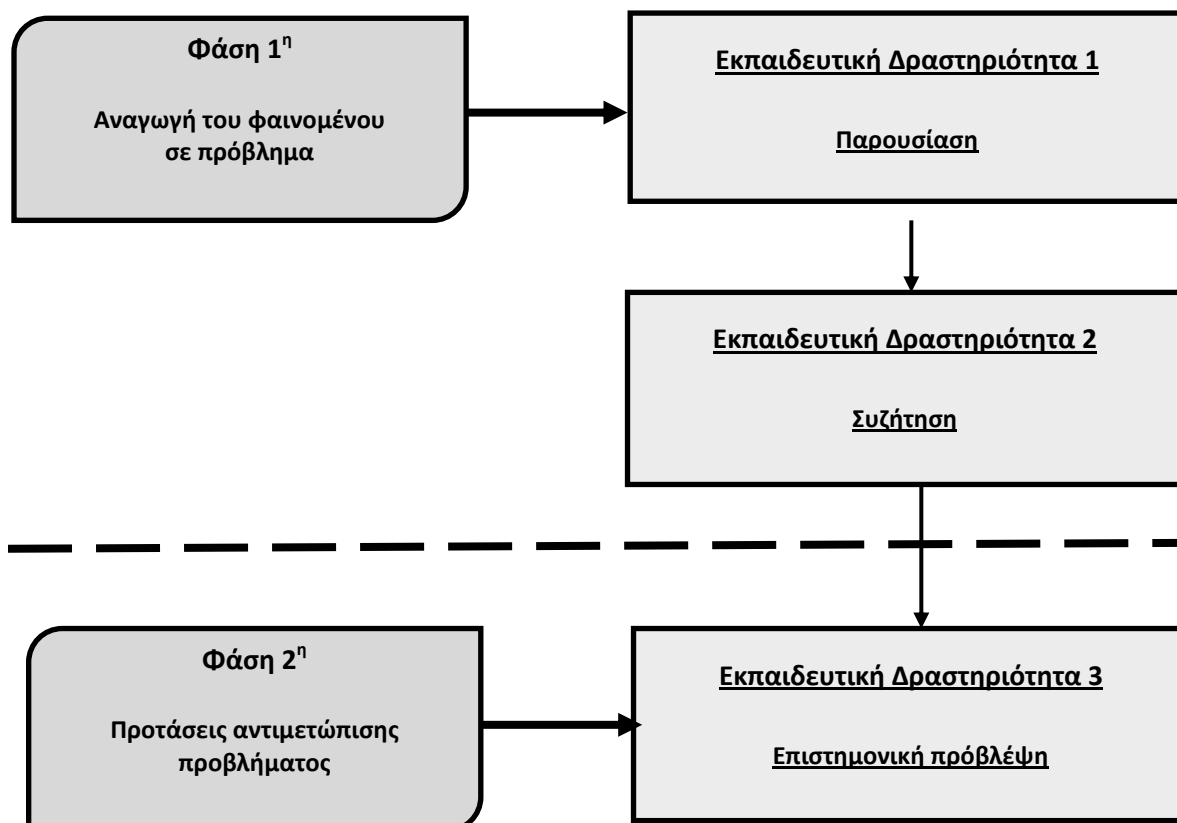 Φάση 1η
Αναγωγή του φαινομένου
σε πρόβλημα
Εκπαιδευτική Δραστηριότητα 1
Παρουσίαση
Εκπαιδευτική Δραστηριότητα 2
Συζήτηση
Φάση 2η
Προτάσεις αντιμετώπισης
προβλήματος
Εκπαιδευτική Δραστηριότητα 3
Επιστημονική πρόβλέψη